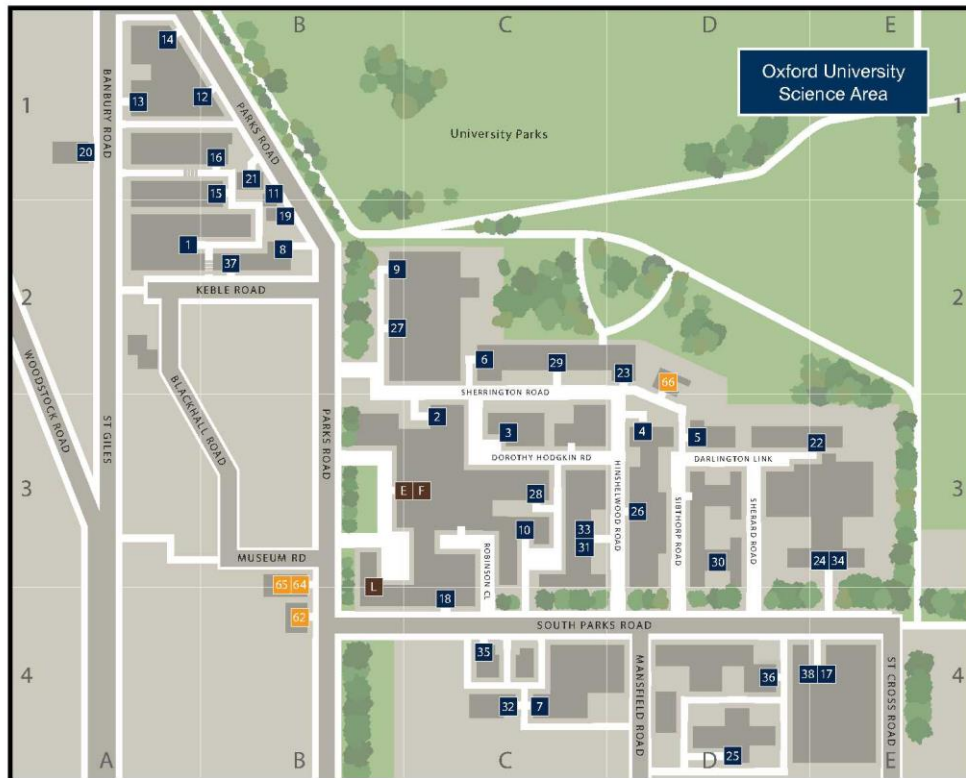 A
B
C
D
E
1
1
2
2
3
3
4
4
A
B
C
D
E
Oxford University
Science Area
University Parks
BANBURY ROAD
PARKS ROAD
KEBLE ROAD
WOODSTOCK ROAD
ST GILES
BLACKHALL ROAD
PARKS ROAD
MUSEUM RD
SHERRINGTON ROAD
DOROTHY HODGKIN RD
HINSHELWOOD ROAD
DARLINGTON LINK
SIBTHORP ROAD
SHERARD ROAD
ROBINSON CL
SOUTH PARKS ROAD
MANSFIELD ROAD
ST CROSS ROAD
14
13
12
20
16
21
15
11
19
1
8
37
9
27
6
29
23
66
2
3
4
5
22
E F
28
10
33
31
26
30
24 34
L
18
65 64
62
35
32
7
36
38 17
25